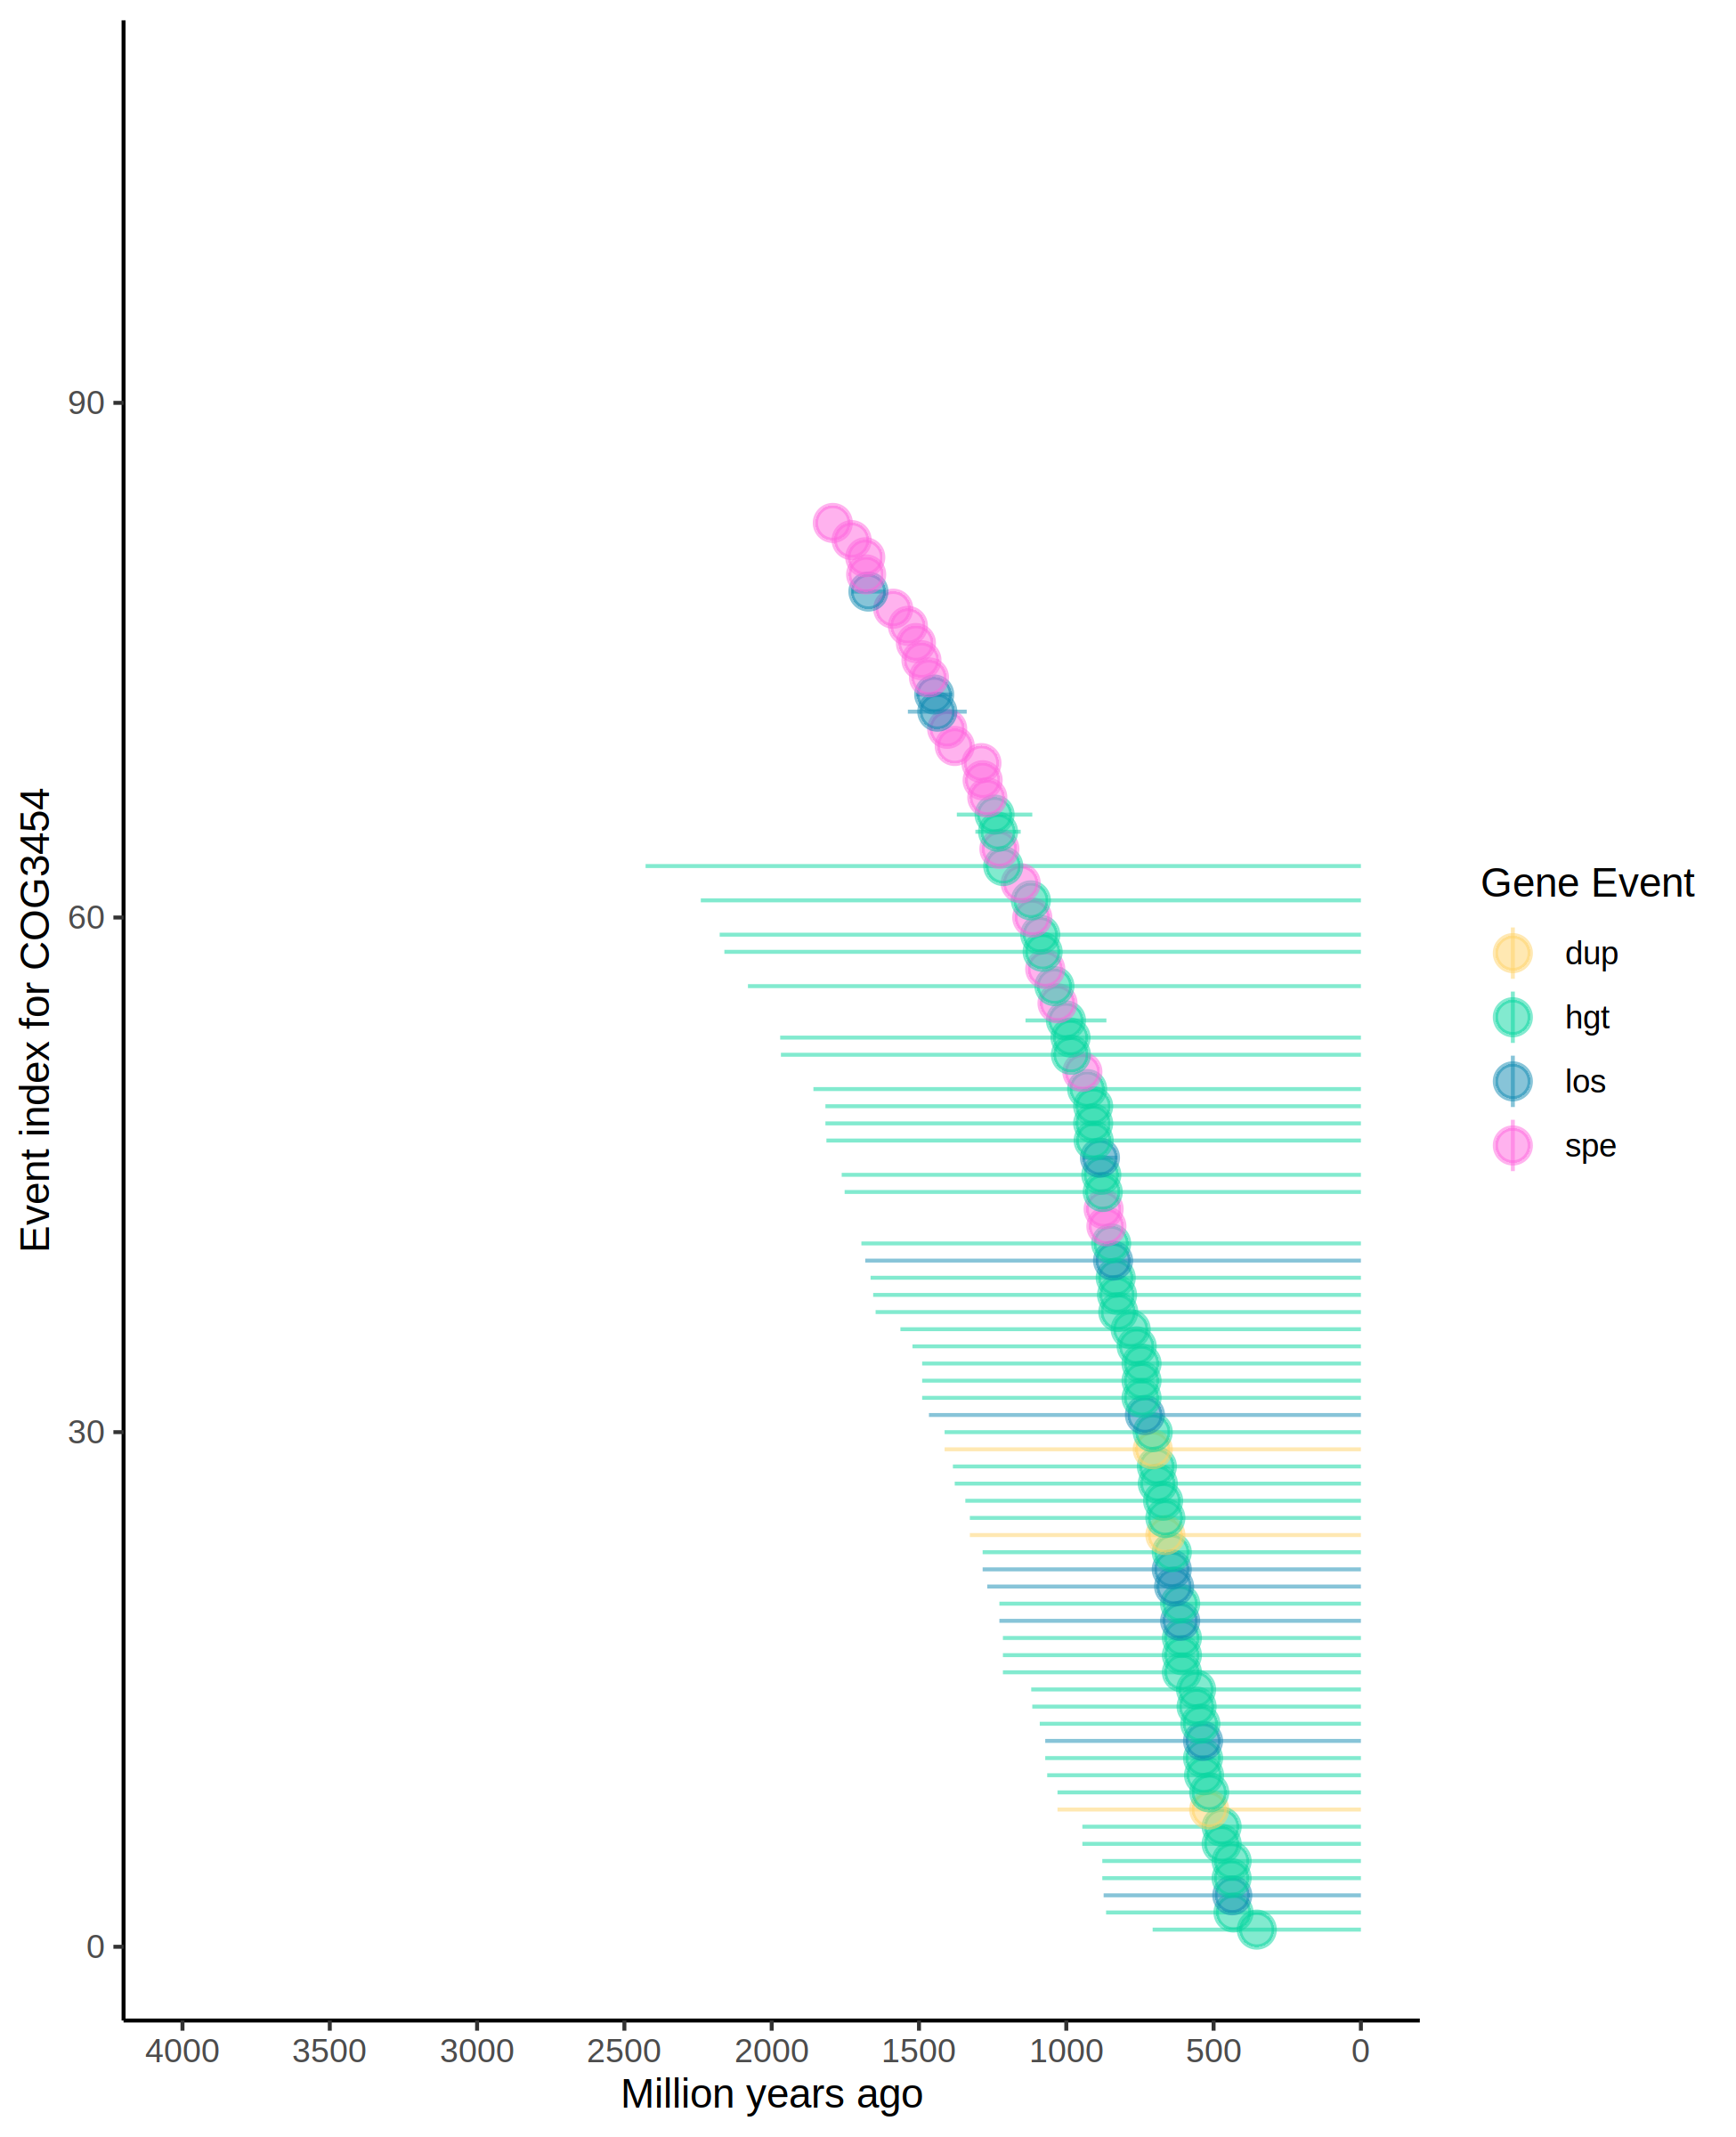 90
60
30
0
Event index for COG3454
4000 3500 3000 2500 2000 1500 1000 500 0
Million years ago
Gene Event
dup
hgt
los
spe